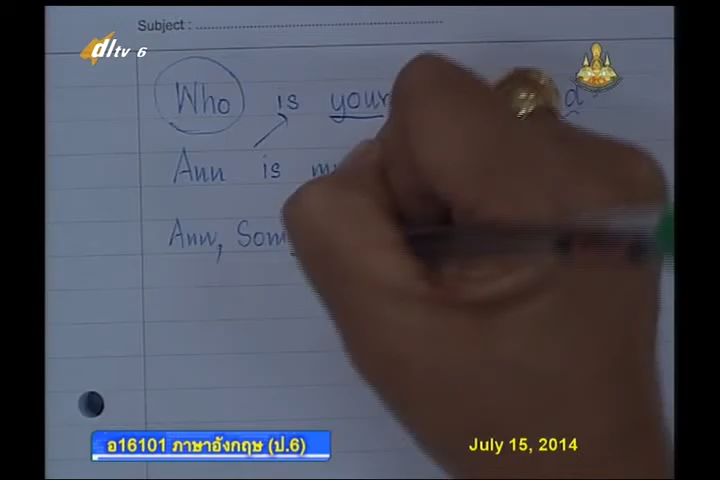 Subject :
dltv 6
Who is your
Ann is
Ann,
อ16101 ภาษาอังกฤษ (ป.6)
July 15, 2014